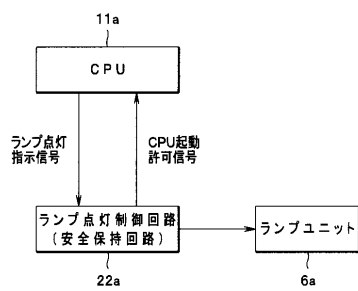 11a
CPU
ランプ点灯
指示信号
CPU起動
許可信号
ランプ点灯制御回路
(安全保持回路)
ランプユニット
22a
6a